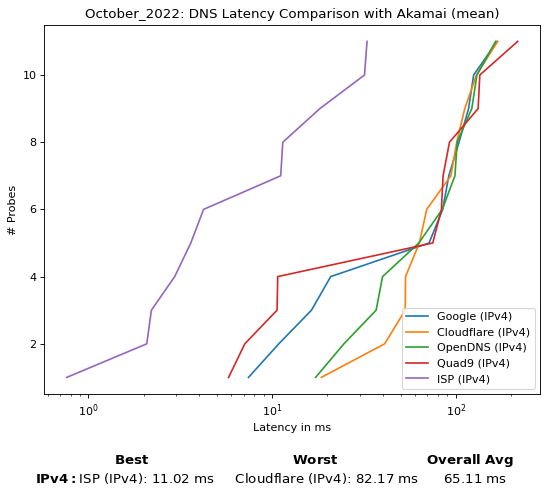 October_2022: DNS Latency Comparison with Akamai (mean)
10
8
6
4
2
# Probes
Google (IPv4)
Cloudflare (IPv4)
OpenDNS (IPv4)
Quad9 (IPv4)
ISP (IPv4)
10⁰ 10¹ 10²
Latency in ms
Best Worst Overall Avg
IPv4: ISP (IPv4): 11.02 ms Cloudflare (IPv4): 82.17 ms 65.11 ms